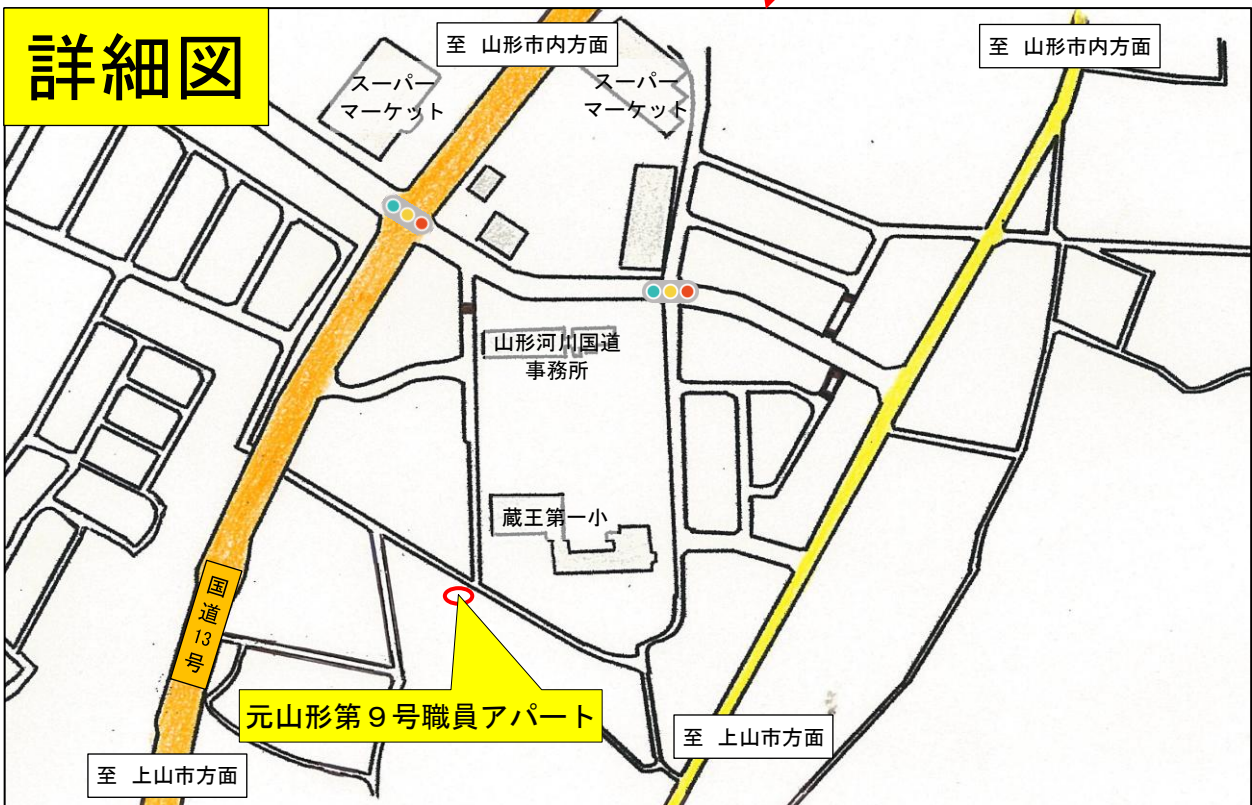 詳細図
至 山形市内方面
至 山形市内方面
スーパー
マーケット
スーパー
マーケット
山形河川国道
事務所
蔵王第一小
国道13号
元山形第９号職員アパート
至 上山市方面
至 上山市方面